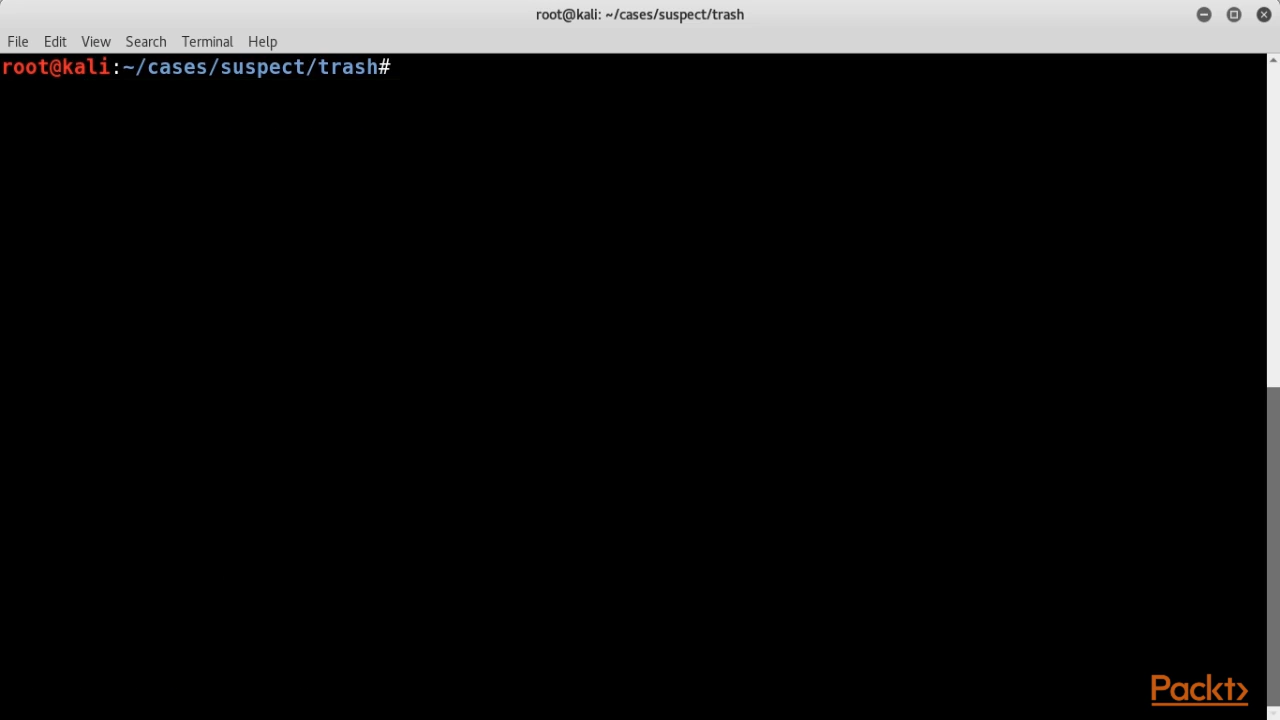 root@kali: ~/cases/suspect/trash
File Edit View Search Terminal Help
root@kali:~/cases/suspect/trash#
Packt>